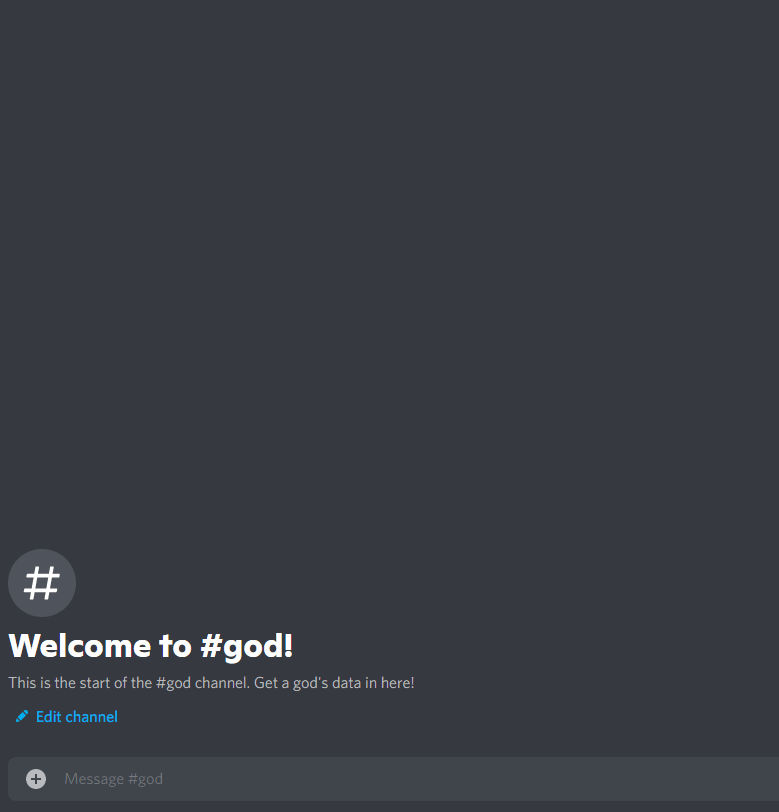 Welcome to #god!
This is the start of the #god channel. Get a god's data in here!
Edit channel
Message #god